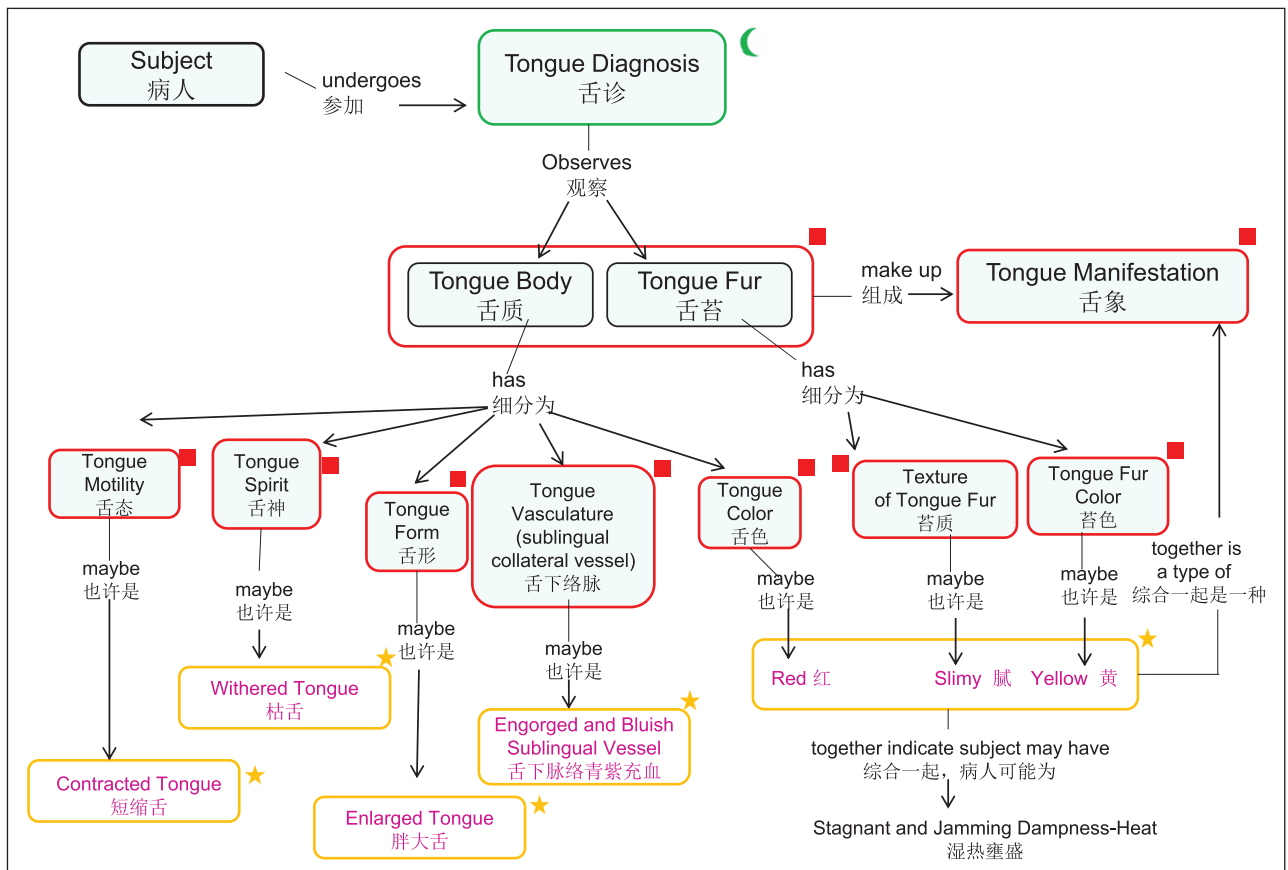 Subject
病人
undergoes
参加
Tongue Diagnosis
舌诊
Observes
观察
Tongue Body
舌质
Tongue Fur
舌苔
make up
组成
Tongue Manifestation
舌象
has
细分为
has
细分为
Tongue
Motility
舌态
Tongue
Spirit
舌神
Tongue
Form
舌形
Tongue
Vasculature
(sublingual
collateral vessel)
舌下络脉
Tongue
Color
舌色
Texture
of Tongue Fur
苔质
Tongue Fur
Color
苔色
maybe
也许是
maybe
也许是
maybe
也许是
maybe
也许是
maybe
也许是
maybe
也许是
maybe
也许是
together is
a type of
综合一起是一种
Contracted Tongue
短缩舌
Withered Tongue
枯舌
Enlarged Tongue
胖大舌
Engorged and Bluish
Sublingual Vessel
舌下脉络青紫充血
Red 红
Slimy 腻
Yellow 黄
together indicate subject may have
综合一起，病人可能为
Stagnant and Jamming Dampness-Heat
湿热壅盛